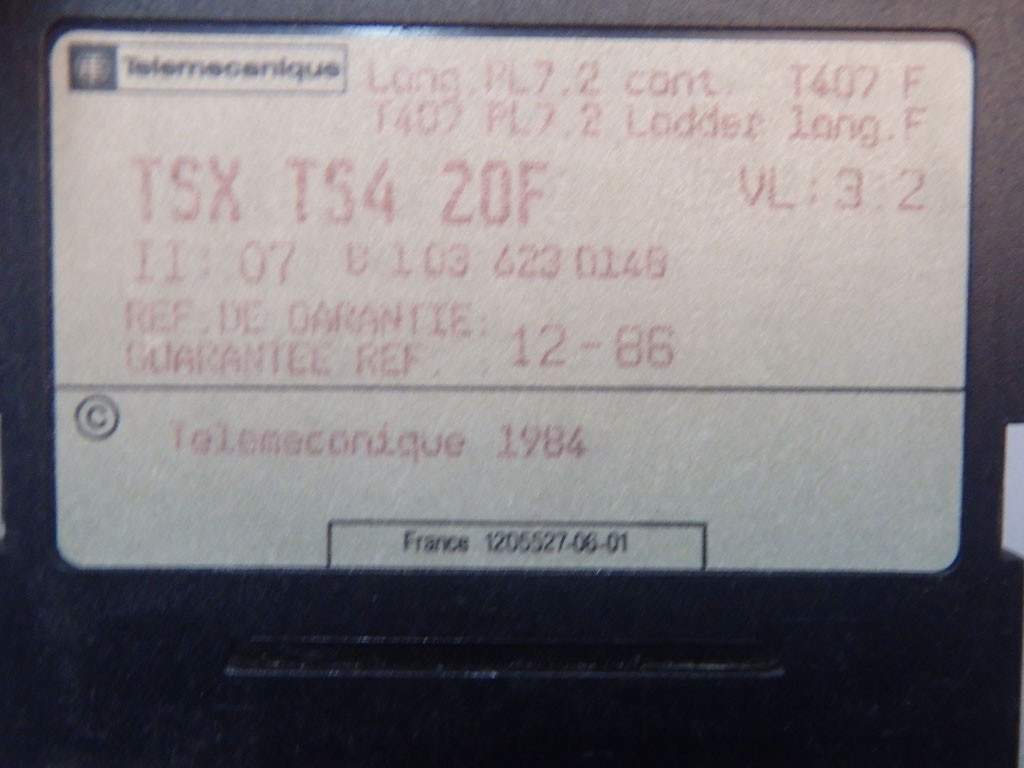 Telemecanique
Lang.PL7.2 cont. T407 F
T407 PL7.2 Ladder lang.F
TSX TS4 20F VL:3.2
II: 07 B 103 623 0148
REF.DE GARANTIE:
GUARANTEE REF. : 12-86
© Telemecanique 1984
France 1205527-06-01